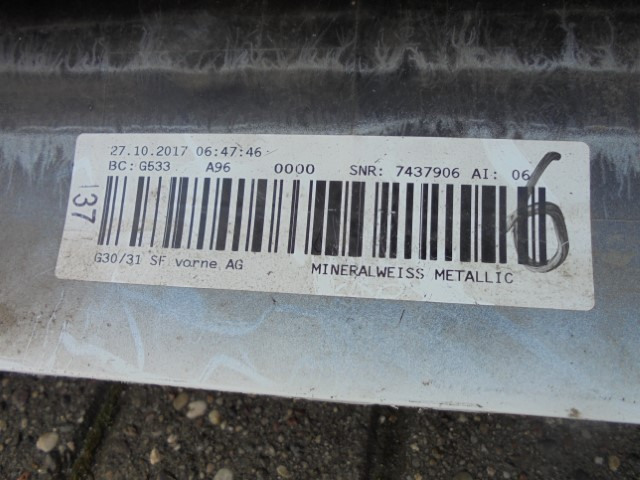 27.10.2017 06:47:46
BC: G533 A96 0000 SNR: 7437906 AI: 06
137
6
G30/31 SF vorne AG MINERALWEISS METALLIC